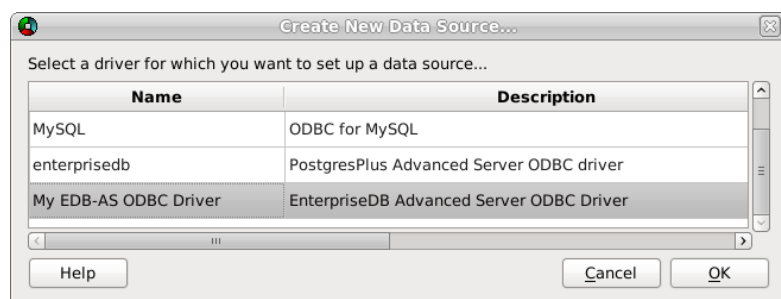 Create New Data Source...
Select a driver for which you want to set up a data source...
Name Description
MySQL ODBC for MySQL
enterprisedb PostgresPlus Advanced Server ODBC driver
My EDB-AS ODBC Driver EnterpriseDB Advanced Server ODBC Driver
Help Cancel OK